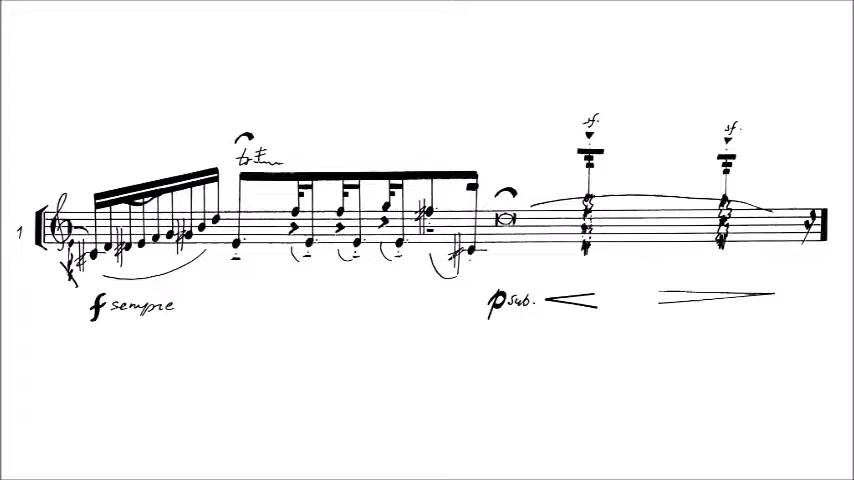 sf.
sf.
tr
1
f sempre
p sub.